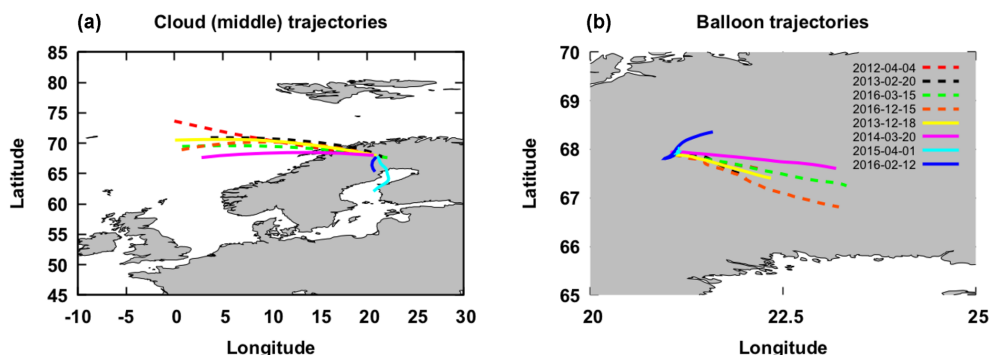 (a) Cloud (middle) trajectories
85
80
75
70
65
60
55
50
45
Latitude
-10 -5 0 5 10 15 20 25 30
Longitude
(b) Balloon trajectories
70
69
68
67
66
65
Latitude
2012-04-04
2013-02-20
2016-03-15
2016-12-15
2013-12-18
2014-03-20
2015-04-01
2016-02-12
20 22.5 25
Longitude